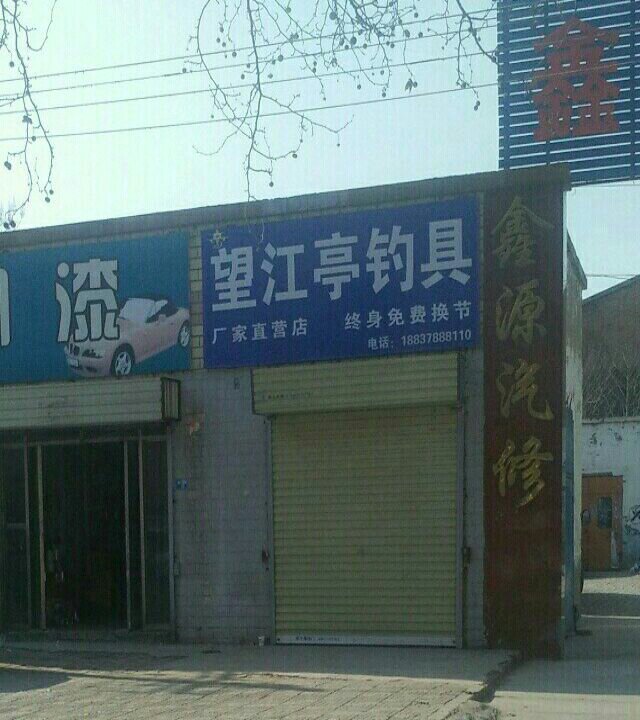 鑫
漆
望江亭钓具
厂家直营店 终身免费换节
电话：18837888110
鑫源汽修